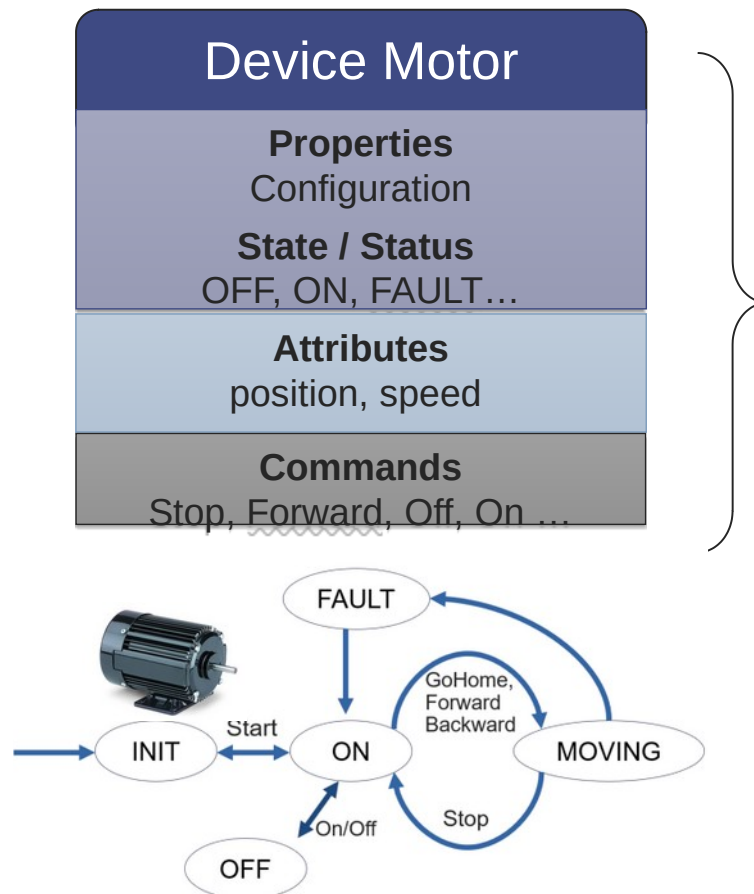 Device Motor
Properties
Configuration
State / Status
OFF, ON, FAULT…
Attributes
position, speed
Commands
Stop, Forward, Off, On …
FAULT
GoHome,
Forward
Backward
Start
INIT
ON
MOVING
Stop
On/Off
OFF